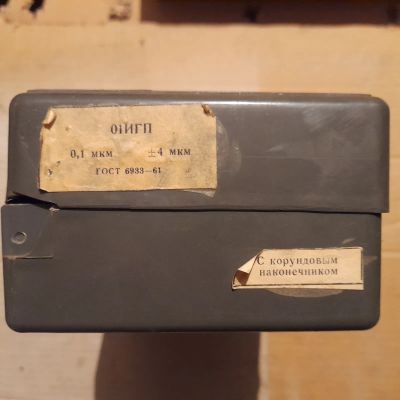 01ИГП
0,1 мкм ±4 мкм
ГОСТ 6933—61
С корундовым
наконечником